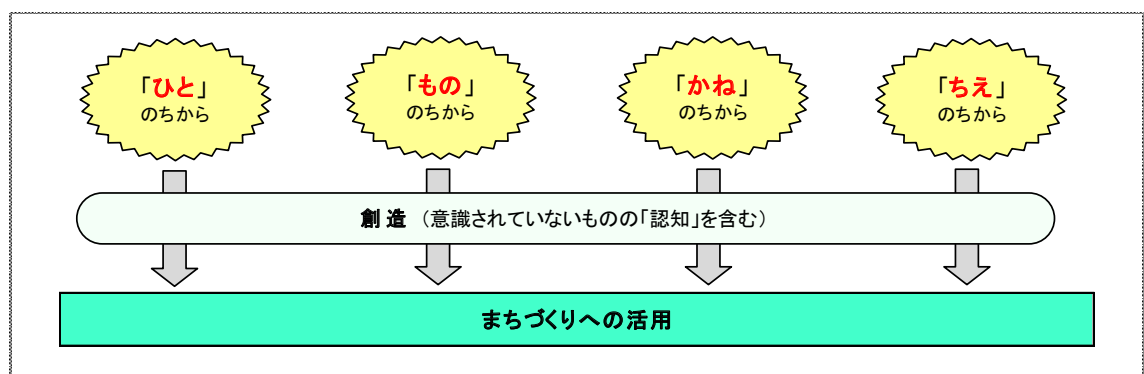 「ひと」
のちから
「もの」
のちから
「かね」
のちから
「ちえ」
のちから
創 造 （意識されていないものの「認知」を含む）
まちづくりへの活用